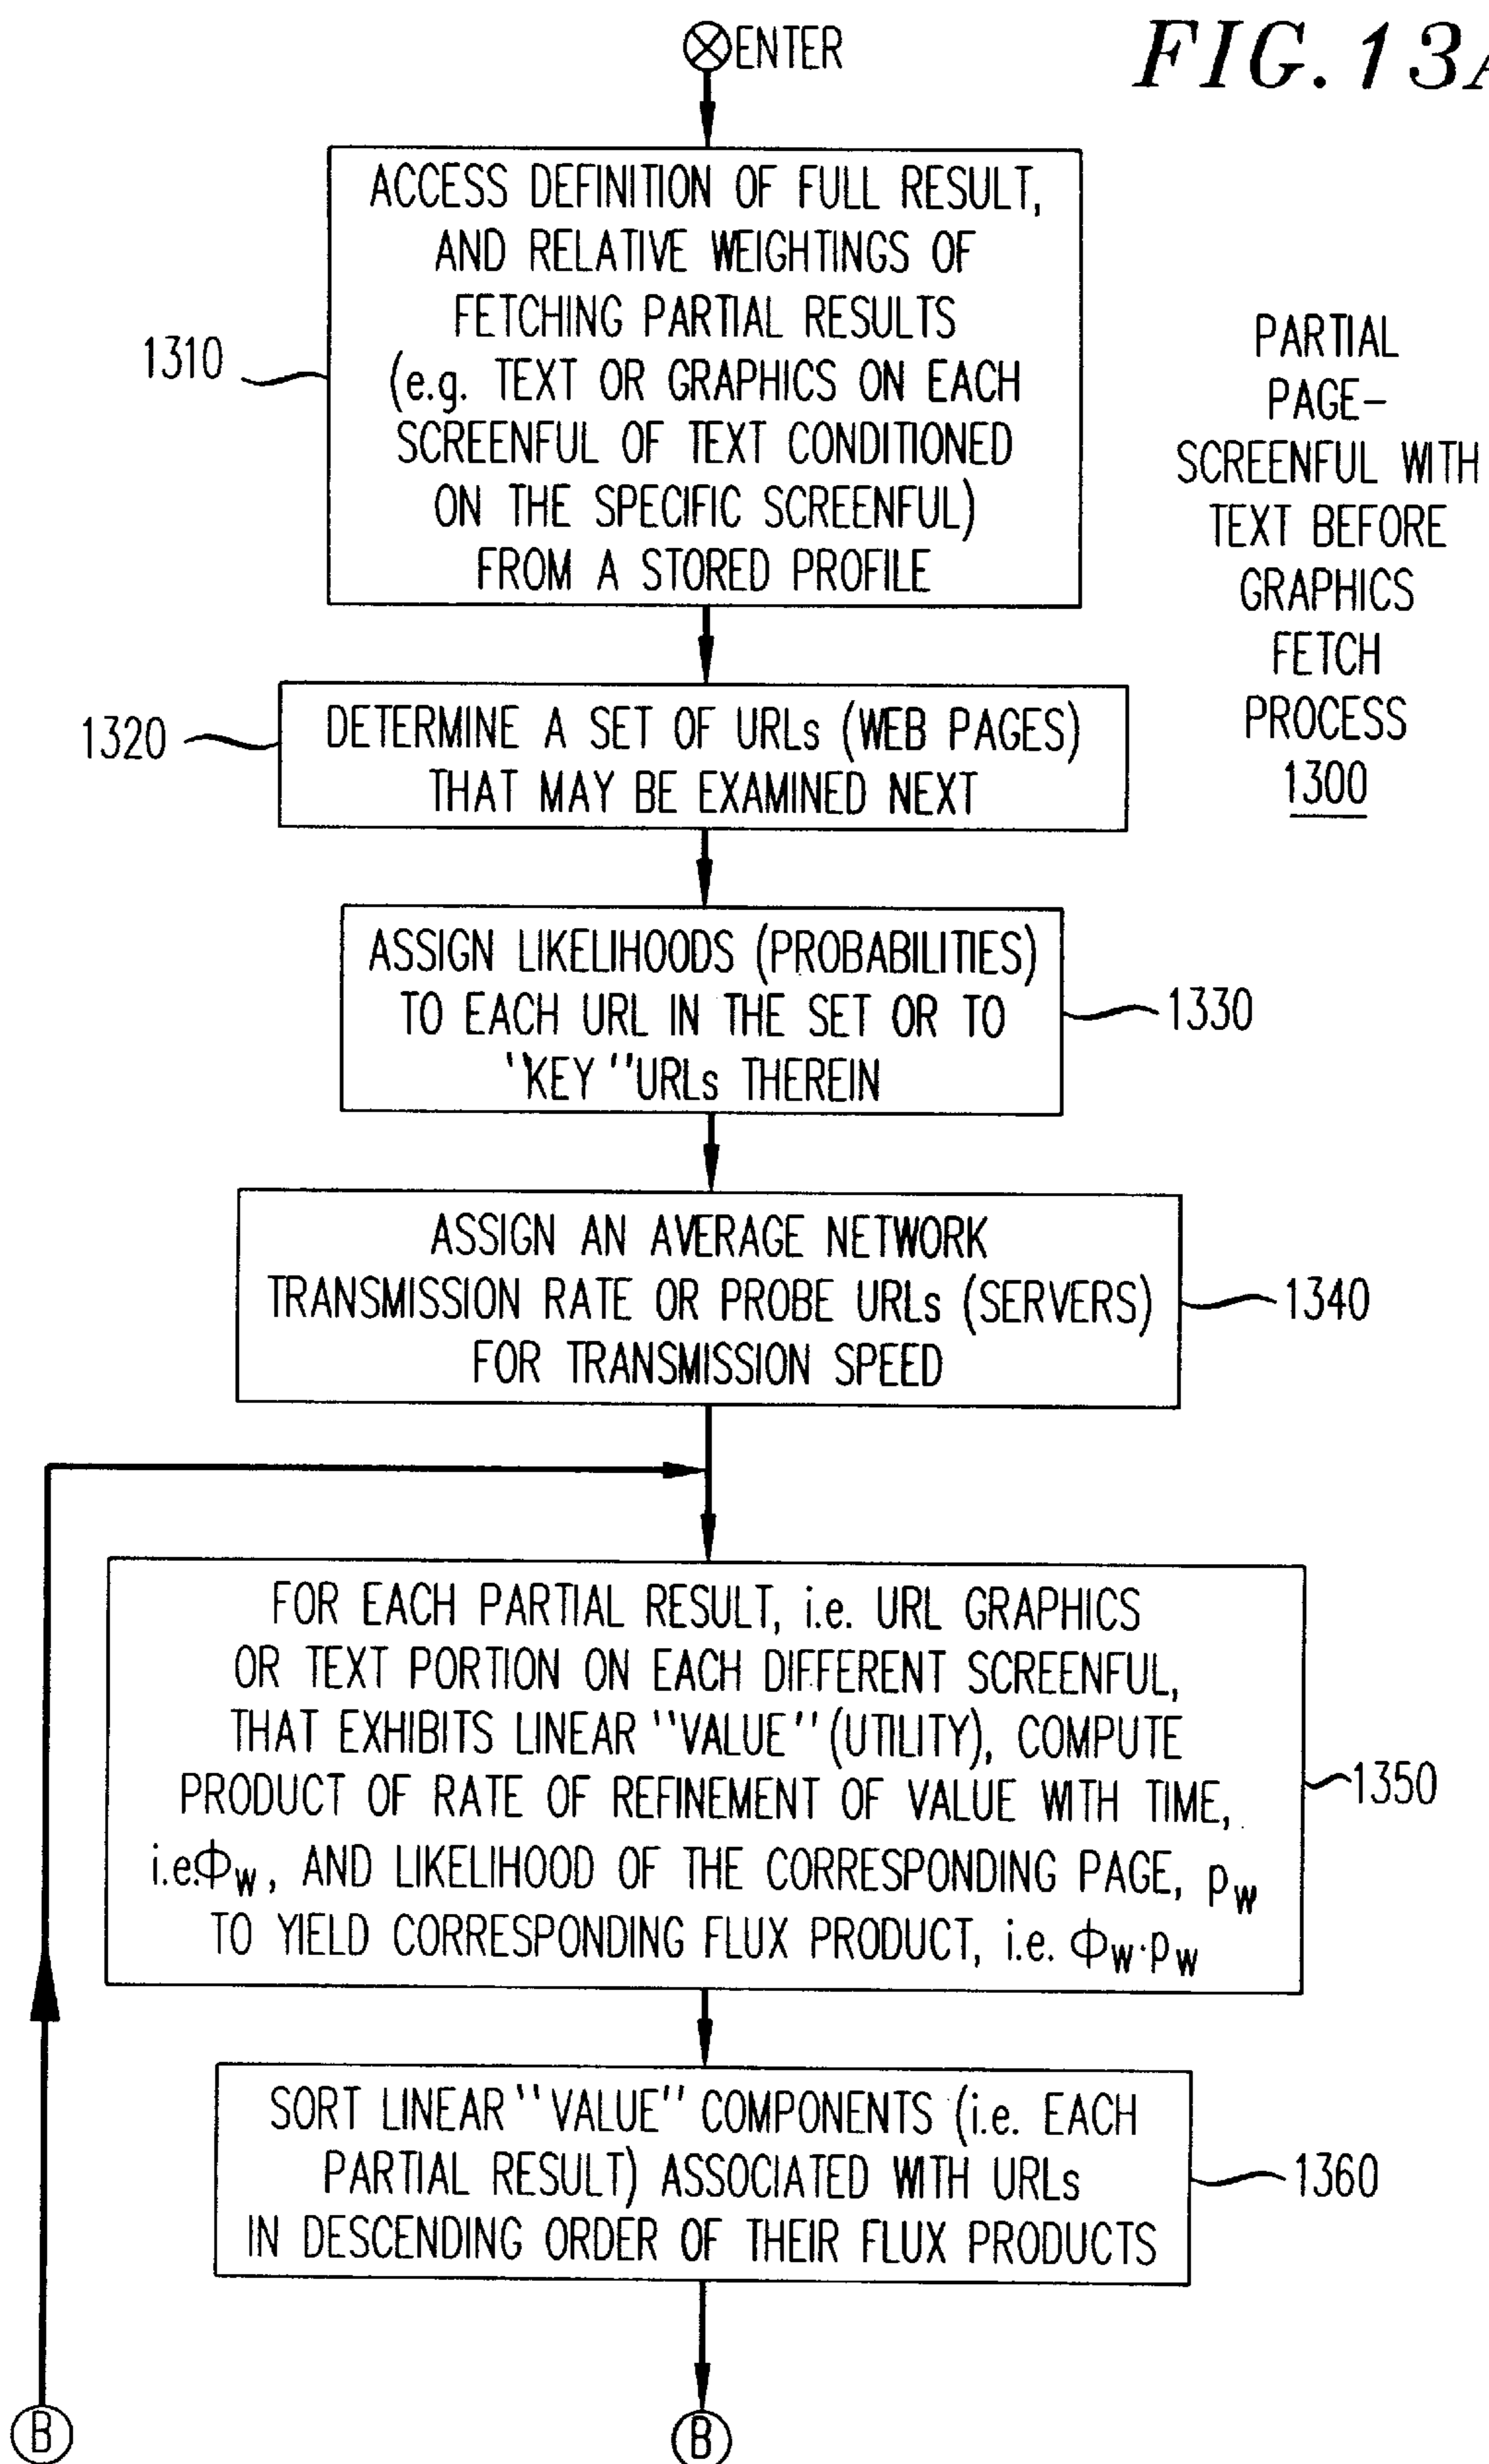 ENTER
FIG. 13A
ACCESS DEFINITION OF FULL RESULT,
AND RELATIVE WEIGHTINGS OF
FETCHING PARTIAL RESULTS
(e.g. TEXT OR GRAPHICS ON EACH
SCREENFUL OF TEXT CONDITIONED
ON THE SPECIFIC SCREENFUL)
FROM A STORED PROFILE
1310
PARTIAL
PAGE-
SCREENFUL WITH
TEXT BEFORE
GRAPHICS
FETCH
PROCESS
1300
1320
DETERMINE A SET OF URLs (WEB PAGES)
THAT MAY BE EXAMINED NEXT
ASSIGN LIKELIHOODS (PROBABILITIES)
TO EACH URL IN THE SET OR TO
"KEY" URLs THEREIN
1330
ASSIGN AN AVERAGE NETWORK
TRANSMISSION RATE OR PROBE URLs (SERVERS)
FOR TRANSMISSION SPEED
1340
FOR EACH PARTIAL RESULT, i.e. URL GRAPHICS
OR TEXT PORTION ON EACH DIFFERENT SCREENFUL,
THAT EXHIBITS LINEAR "VALUE" (UTILITY), COMPUTE
PRODUCT OF RATE OF REFINEMENT OF VALUE WITH TIME,
i.e.ϕw, AND LIKELIHOOD OF THE CORRESPONDING PAGE, pw
TO YIELD CORRESPONDING FLUX PRODUCT, i.e. ϕw·pw
1350
SORT LINEAR "VALUE" COMPONENTS (i.e. EACH
PARTIAL RESULT) ASSOCIATED WITH URLs
IN DESCENDING ORDER OF THEIR FLUX PRODUCTS
1360
B
B